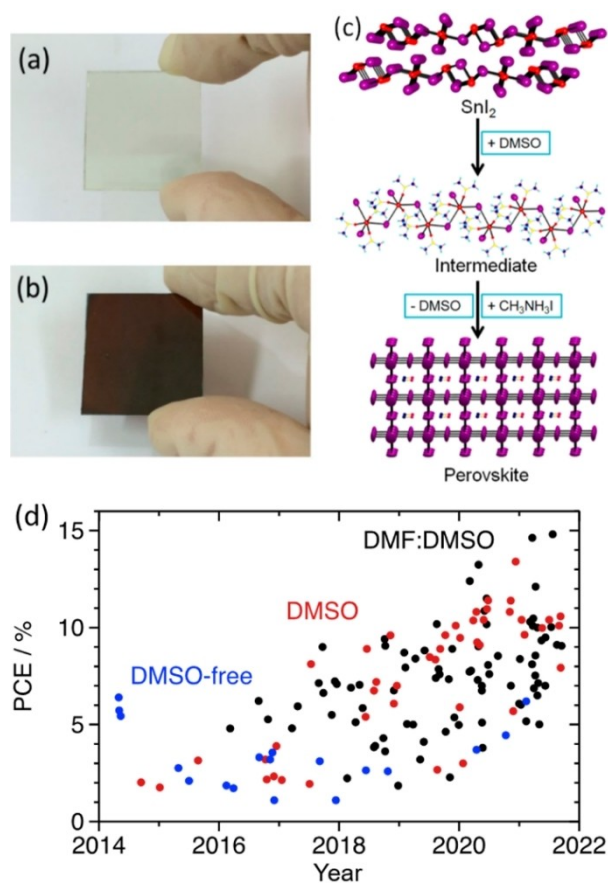 (a)
(b)
(c)
SnI₂
+ DMSO
Intermediate
- DMSO
+ CH₃NH₃I
Perovskite
(d)
DMF:DMSO
DMSO
DMSO-free
PCE / %
15
10
5
0
2014
2016
2018
2020
2022
Year